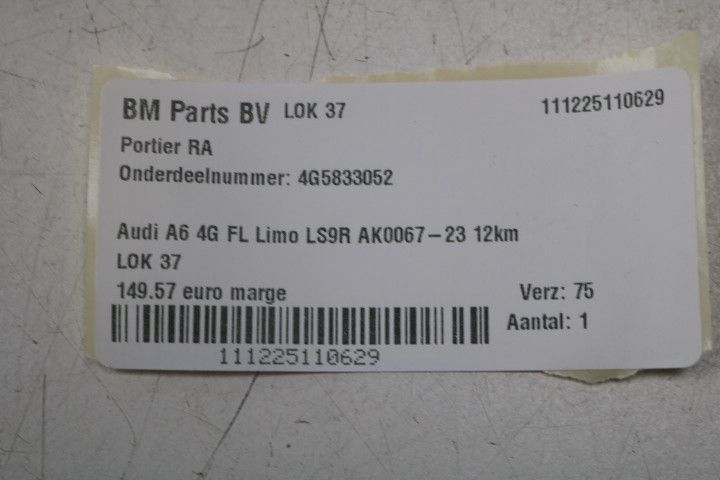 BM Parts BV LOK 37 111225110629
Portier RA
Onderdeelnummer: 4G5833052
Audi A6 4G FL Limo LS9R AK0067-23 12km
LOK 37
149.57 euro marge Verz: 75
Aantal: 1
111225110629